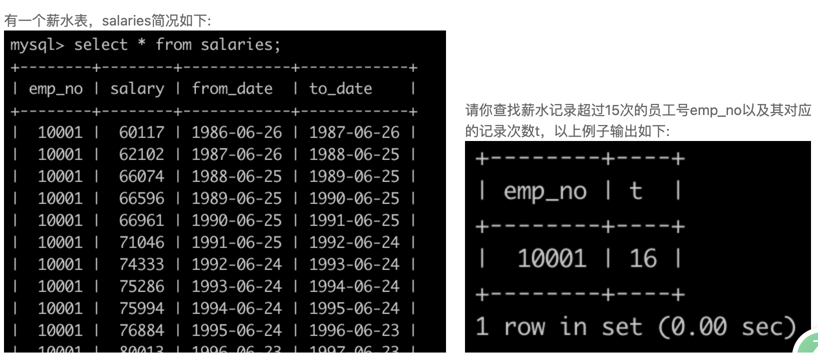 有一个薪水表，salaries简况如下:
mysql> select * from salaries;
+--------+--------+------------+------------+
| emp_no | salary | from_date | to_date |
+--------+--------+------------+------------+
| 10001 | 60117 | 1986-06-26 | 1987-06-26 |
| 10001 | 62102 | 1987-06-26 | 1988-06-25 |
| 10001 | 66074 | 1988-06-25 | 1989-06-25 |
| 10001 | 66596 | 1989-06-25 | 1990-06-25 |
| 10001 | 66961 | 1990-06-25 | 1991-06-25 |
| 10001 | 71046 | 1991-06-25 | 1992-06-24 |
| 10001 | 74333 | 1992-06-24 | 1993-06-24 |
| 10001 | 75286 | 1993-06-24 | 1994-06-24 |
| 10001 | 75994 | 1994-06-24 | 1995-06-24 |
| 10001 | 76884 | 1995-06-24 | 1996-06-23 |
| 10001 | 80013 | 1996-06-23 | 1997-06-23 |
请你查找薪水记录超过15次的员工号emp_no以及其对应
的记录次数t，以上例子输出如下:
+--------+----+
| emp_no | t |
+--------+----+
| 10001 | 16 |
+--------+----+
1 row in set (0.00 sec)